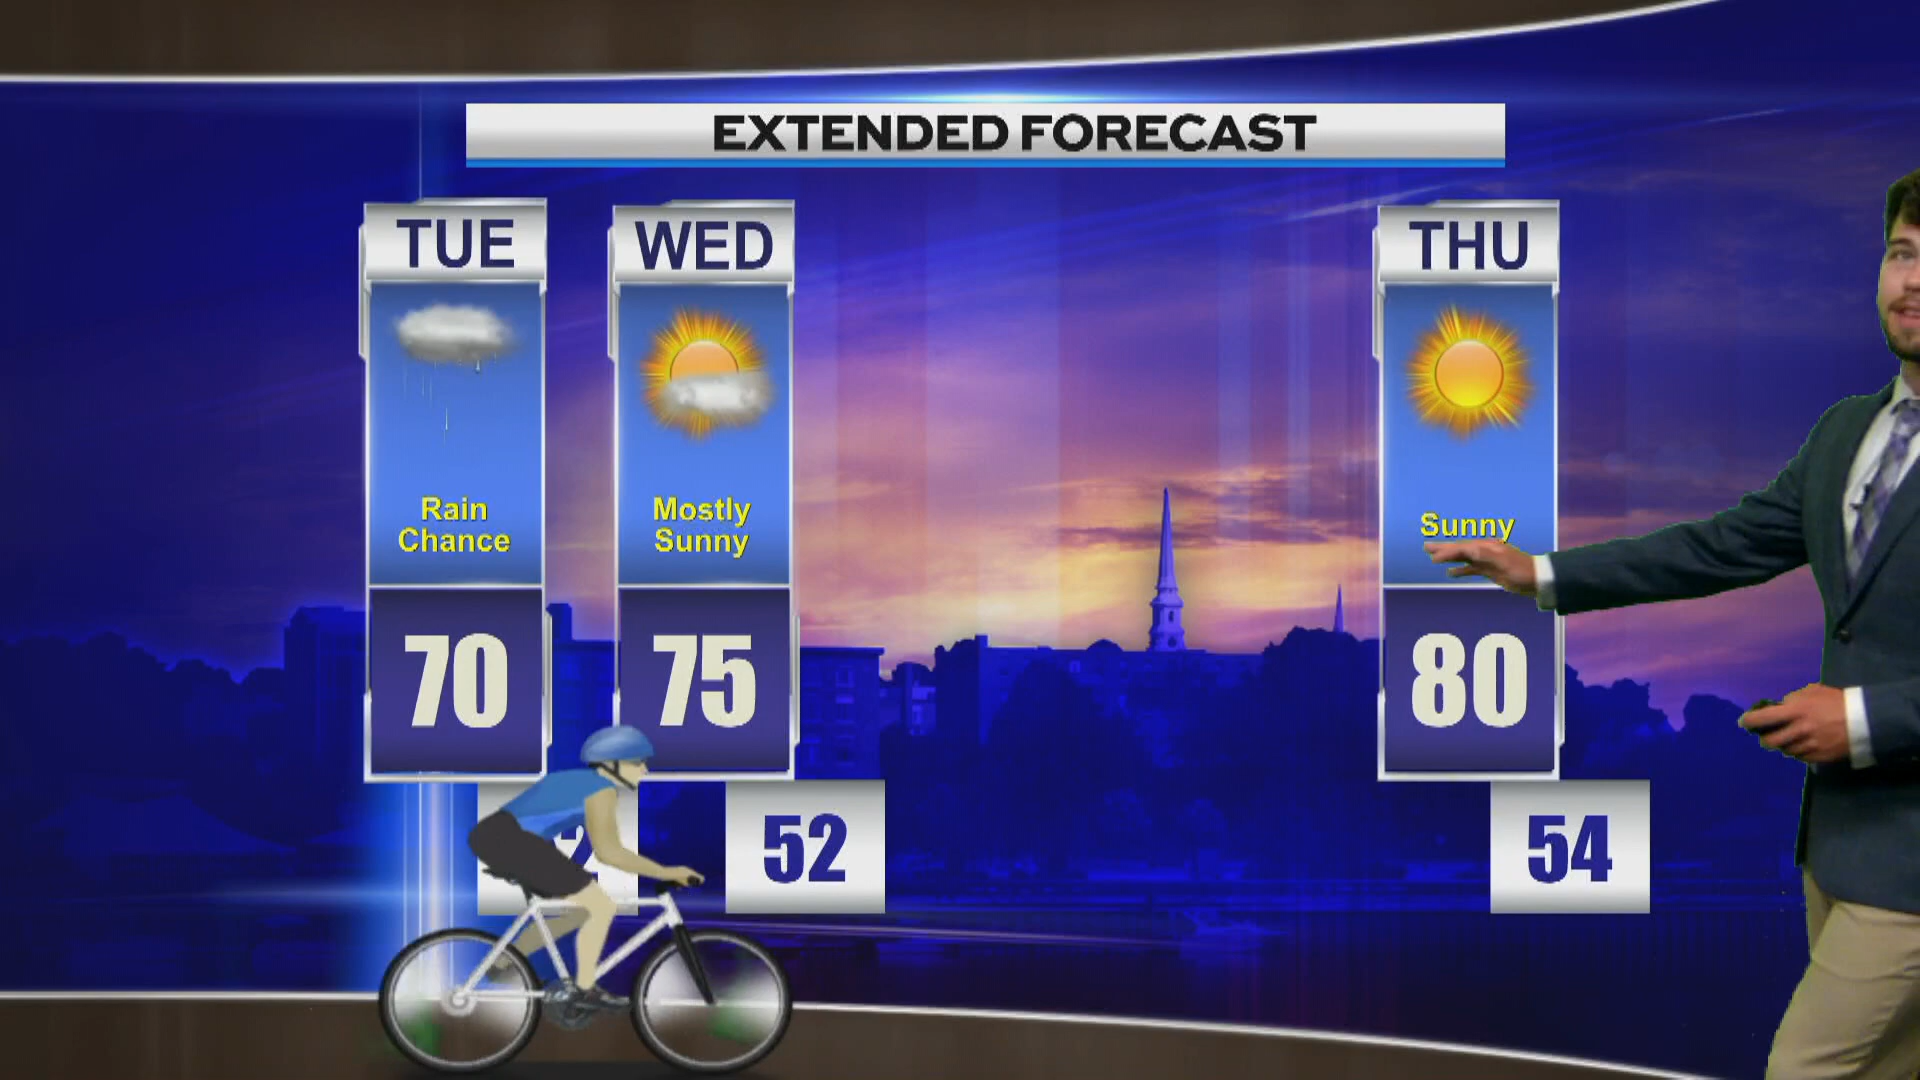 EXTENDED FORECAST
TUE
Rain
Chance
70
WED
Mostly
Sunny
75
52
THU
Sunny
80
54